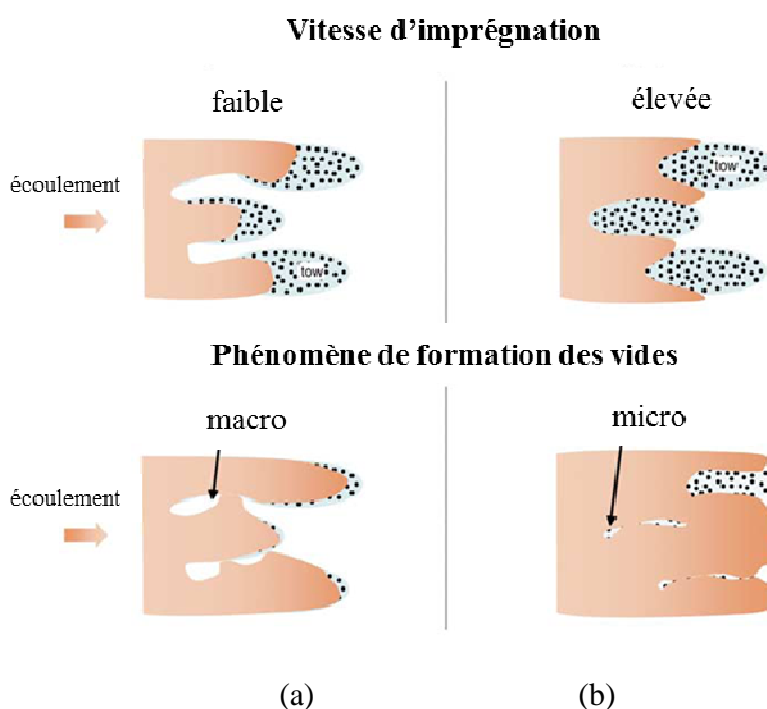 Vitesse d’imprégnation
faible
élevée
écoulement
tow
tow
Phénomène de formation des vides
macro
micro
écoulement
(a)
(b)